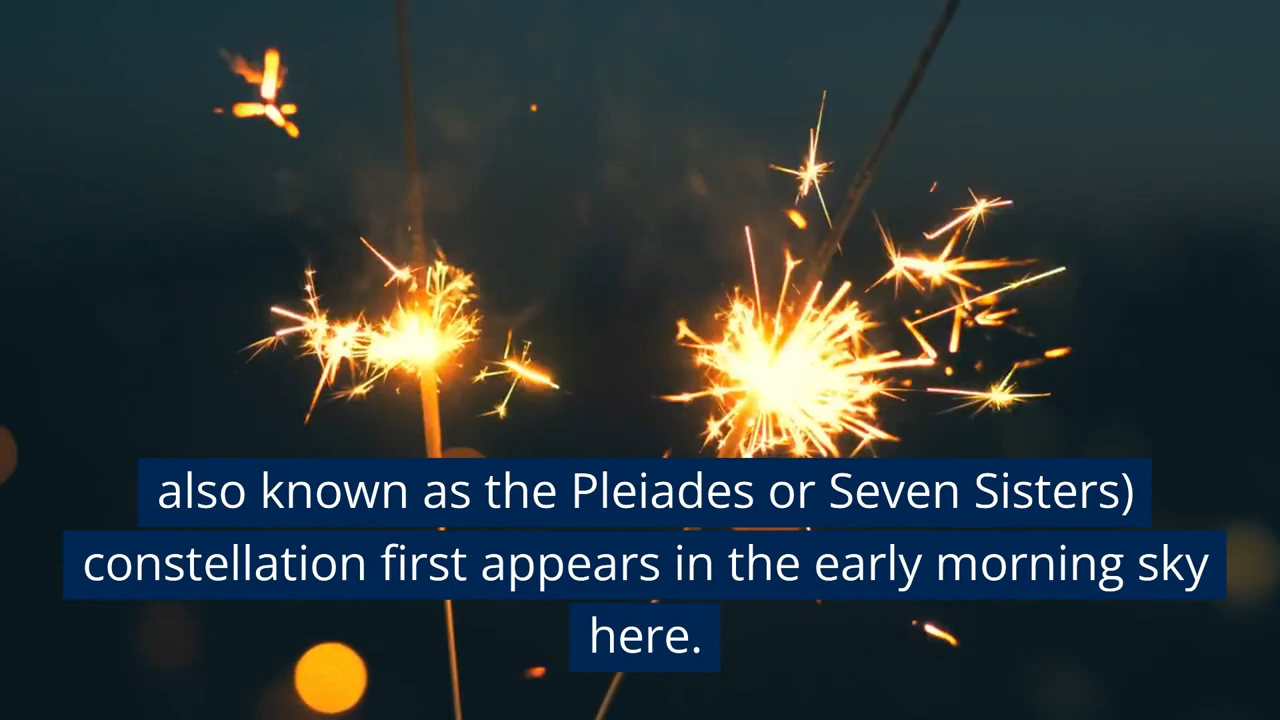 also known as the Pleiades or Seven Sisters)
constellation first appears in the early morning sky
here.